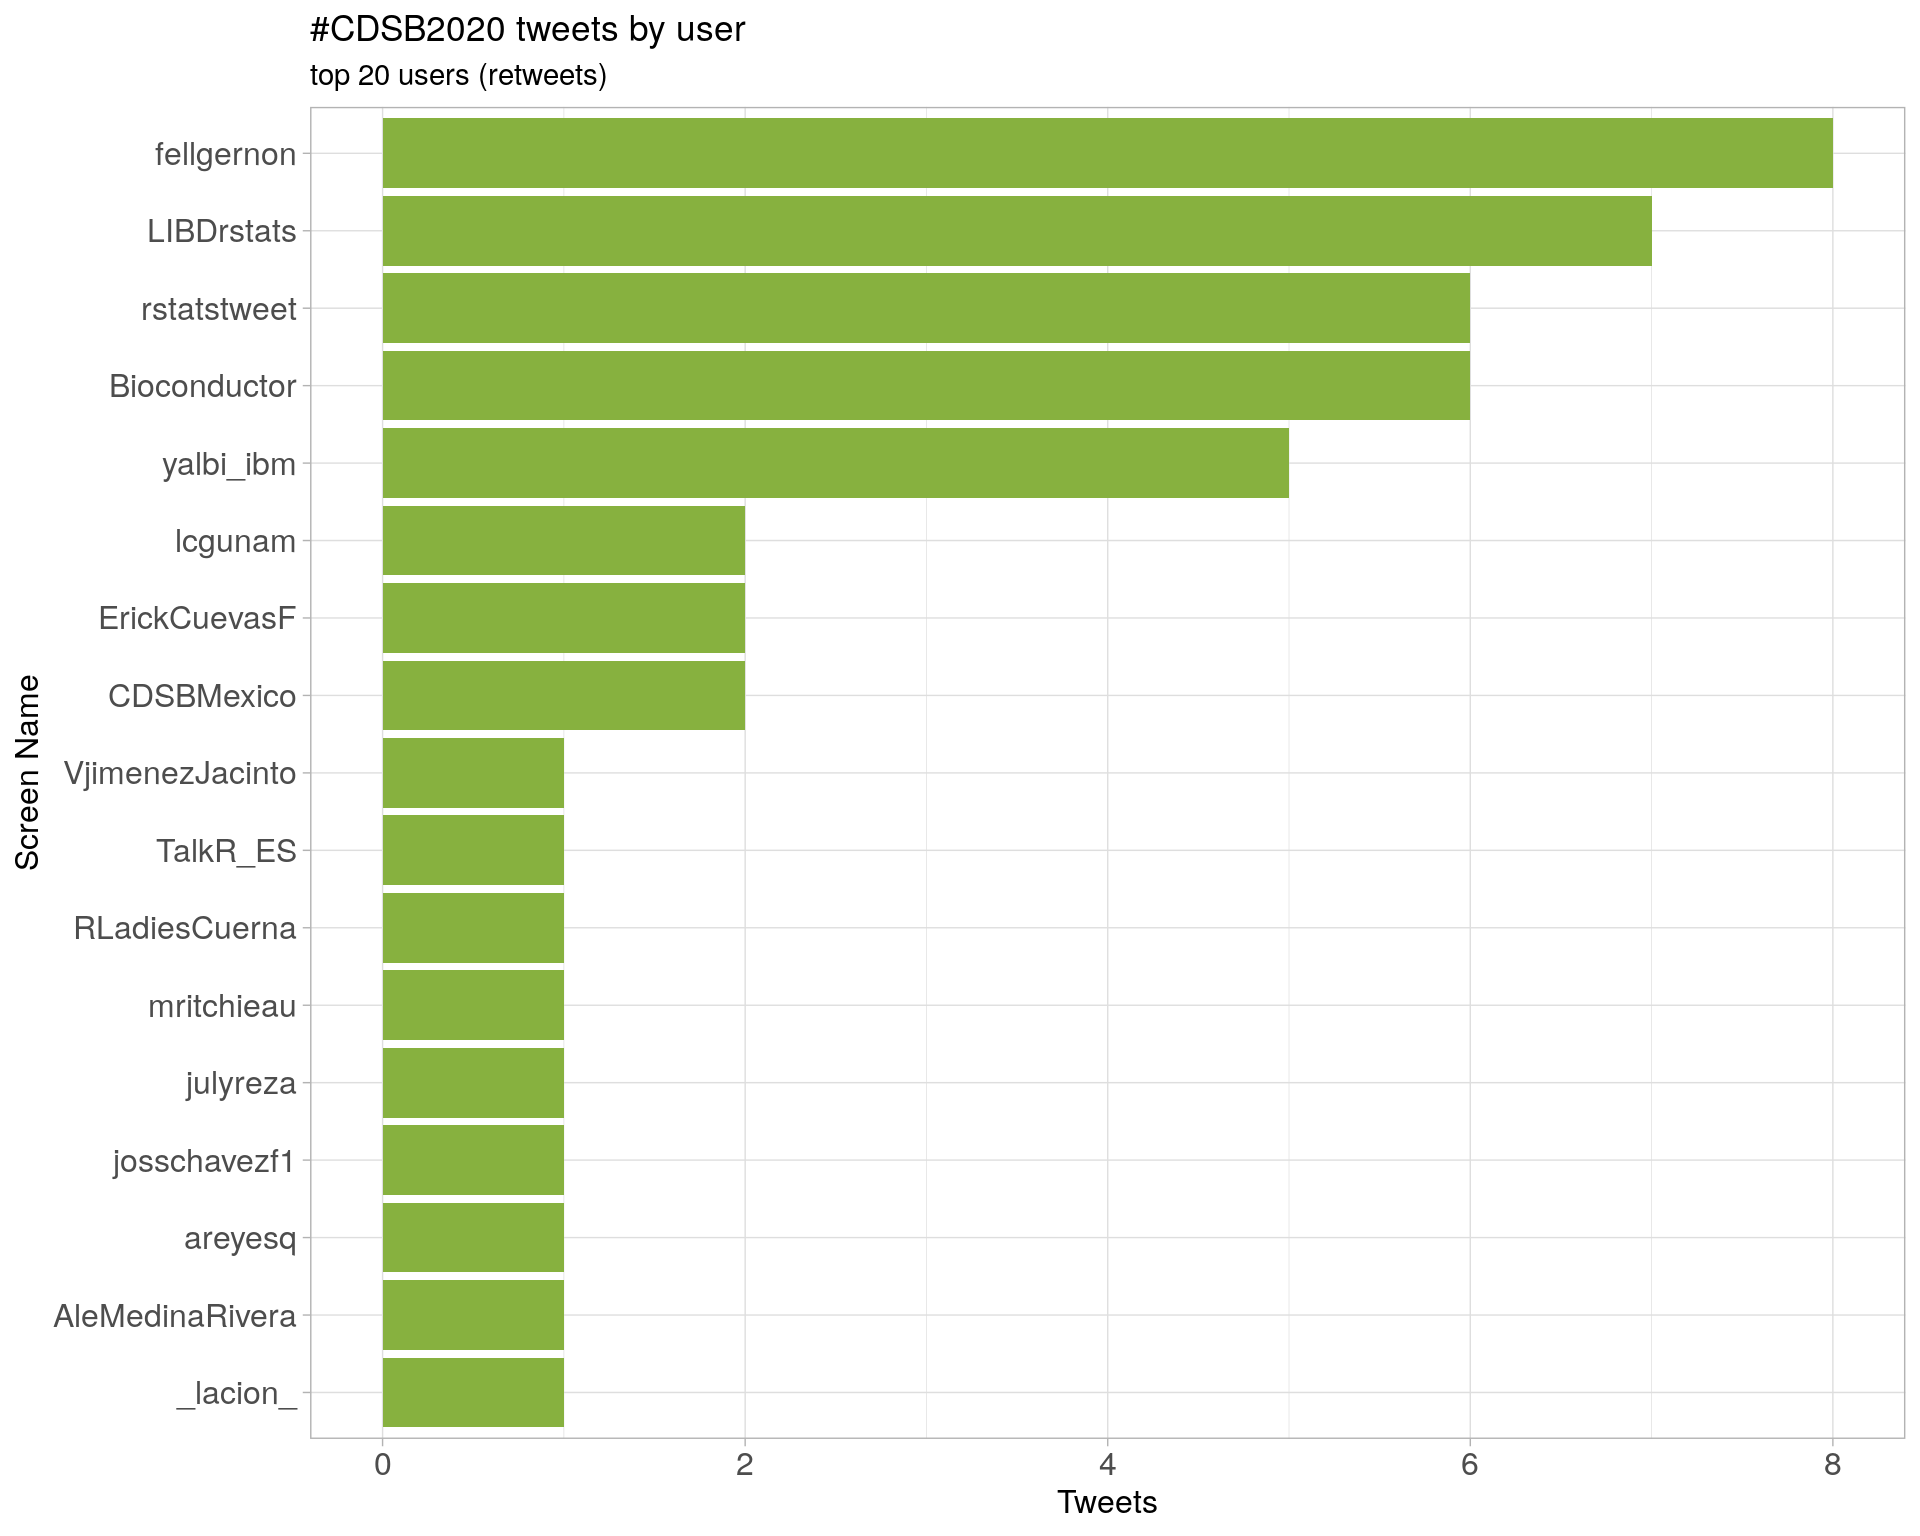 #CDSB2020 tweets by user
top 20 users (retweets)
fellgernon
LIBDrstats
rstatstweet
Bioconductor
yalbi_ibm
lcgunam
ErickCuevasF
CDSBMexico
VjimenezJacinto
TalkR_ES
RLadiesCuerna
mritchieau
julyreza
josschavezf1
areyesq
AleMedinaRivera
_lacion_
Screen Name
0 2 4 6 8
Tweets